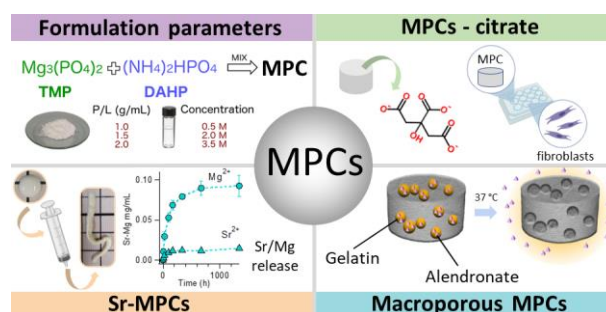 Formulation parameters
Mg3(PO4)2 + (NH4)2HPO4 MIX MPC
TMP DAHP
P/L (g/mL) Concentration
1.0 0.5 M
1.5 2.0 M
2.0 3.5 M
MPCs - citrate
MPC
O⁻ O O O⁻
O OH O⁻
fibroblasts
MPCs
Sr-Mg mg/mL
0.10
0.05
0.00
Mg²⁺
Sr²⁺
0 1000
Time (h)
Sr/Mg
release
Sr-MPCs
37 °C
Gelatin
Alendronate
Macroporous MPCs